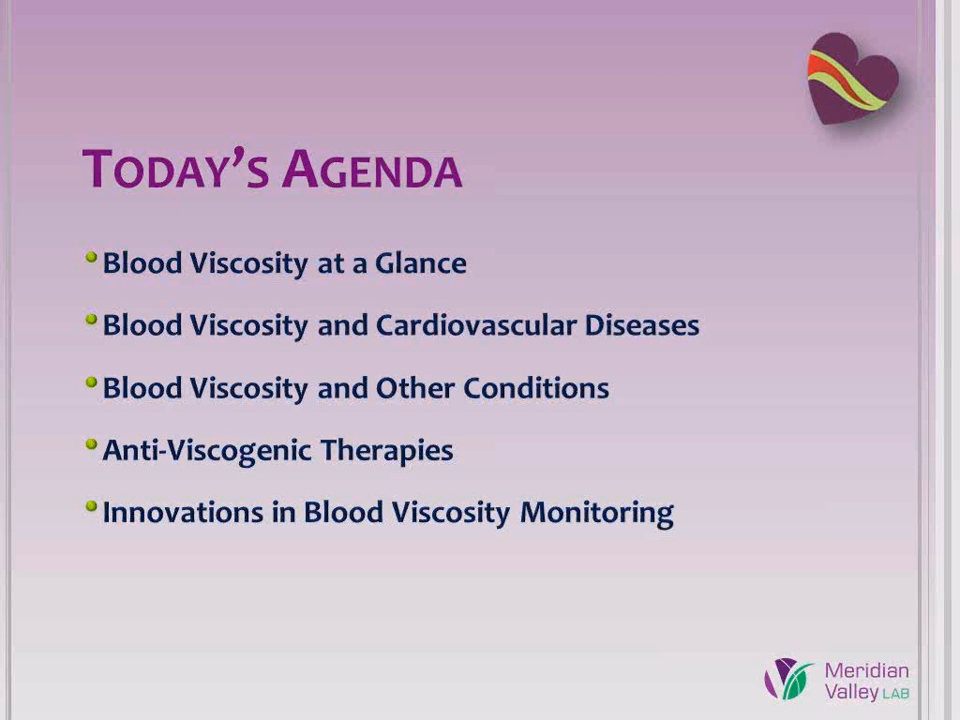 TODAY'S AGENDA
Blood Viscosity at a Glance
Blood Viscosity and Cardiovascular Diseases
Blood Viscosity and Other Conditions
Anti-Viscogenic Therapies
Innovations in Blood Viscosity Monitoring
Meridian
Valley LAB